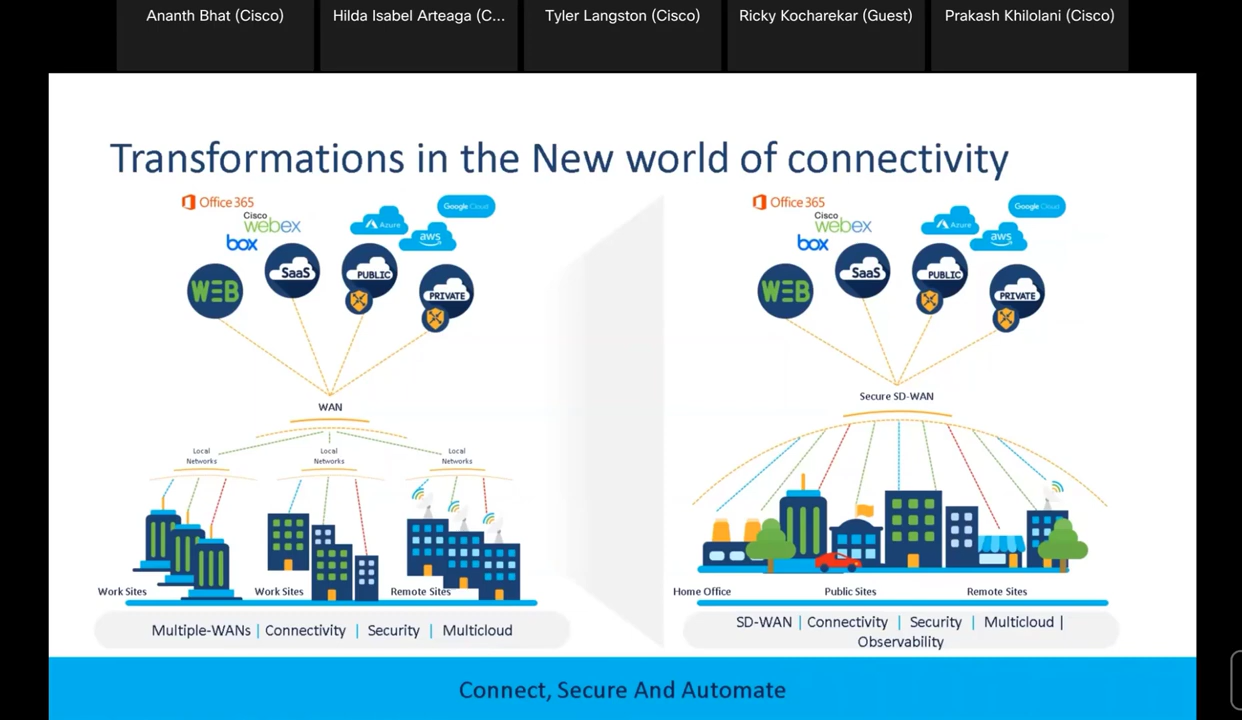 Ananth Bhat (Cisco)
Hilda Isabel Arteaga (C...
Tyler Langston (Cisco)
Ricky Kocharekar (Guest)
Prakash Khilolani (Cisco)
Transformations in the New world of connectivity
Office 365
Cisco
webex
box
Google Cloud
Azure
aws
WEB
SaaS
PUBLIC
PRIVATE
WAN
Local
Networks
Local
Networks
Local
Networks
Work Sites
Work Sites
Remote Sites
Multiple-WANs | Connectivity | Security | Multicloud
Office 365
Cisco
webex
box
Google Cloud
Azure
aws
WEB
SaaS
PUBLIC
PRIVATE
Secure SD-WAN
Home Office
Public Sites
Remote Sites
SD-WAN | Connectivity | Security | Multicloud |
Observability
Connect, Secure And Automate